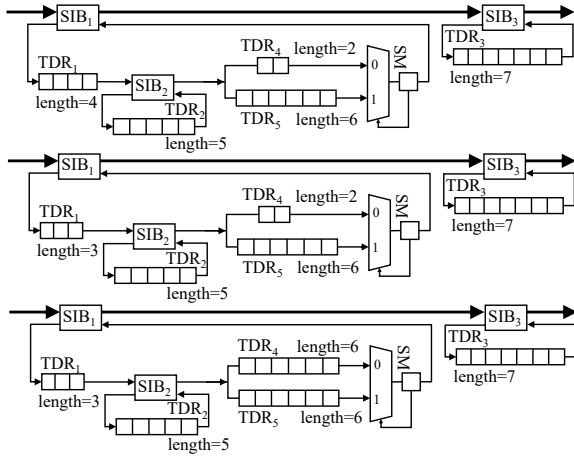 SIB1 SIB3
TDR4 length=2 SM
TDR1 0 TDR3
SIB2 length=7
length=4 TDR2 1
TDR5 length=6
length=5
SIB1 SIB3
TDR4 length=2 SM
TDR1 0 TDR3
SIB2 length=7
length=3 TDR2 1
TDR5 length=6
length=5
SIB1 SIB3
TDR4 length=6 SM
TDR1 0 TDR3
SIB2 length=7
length=3 TDR2 1
TDR5 length=6
length=5